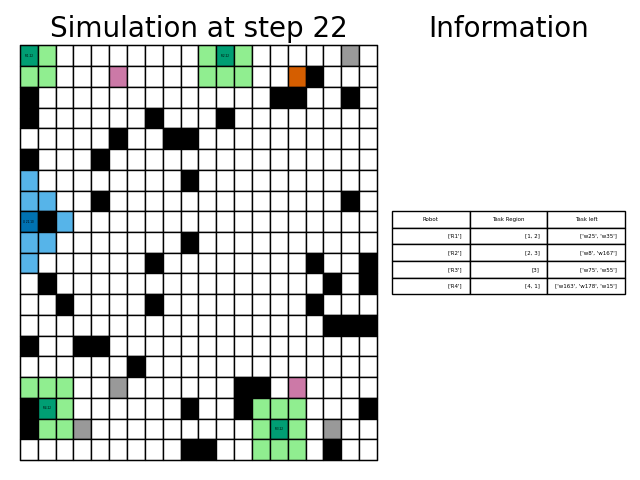 Simulation at step 22
Information
Robot Task Region Task left
['R1'] [1, 2] ['w25', 'w35']
['R2'] [2, 3] ['w8', 'w167']
['R3'] [3] ['w75', 'w55']
['R4'] [4, 1] ['w163', 'w178', 'w15']